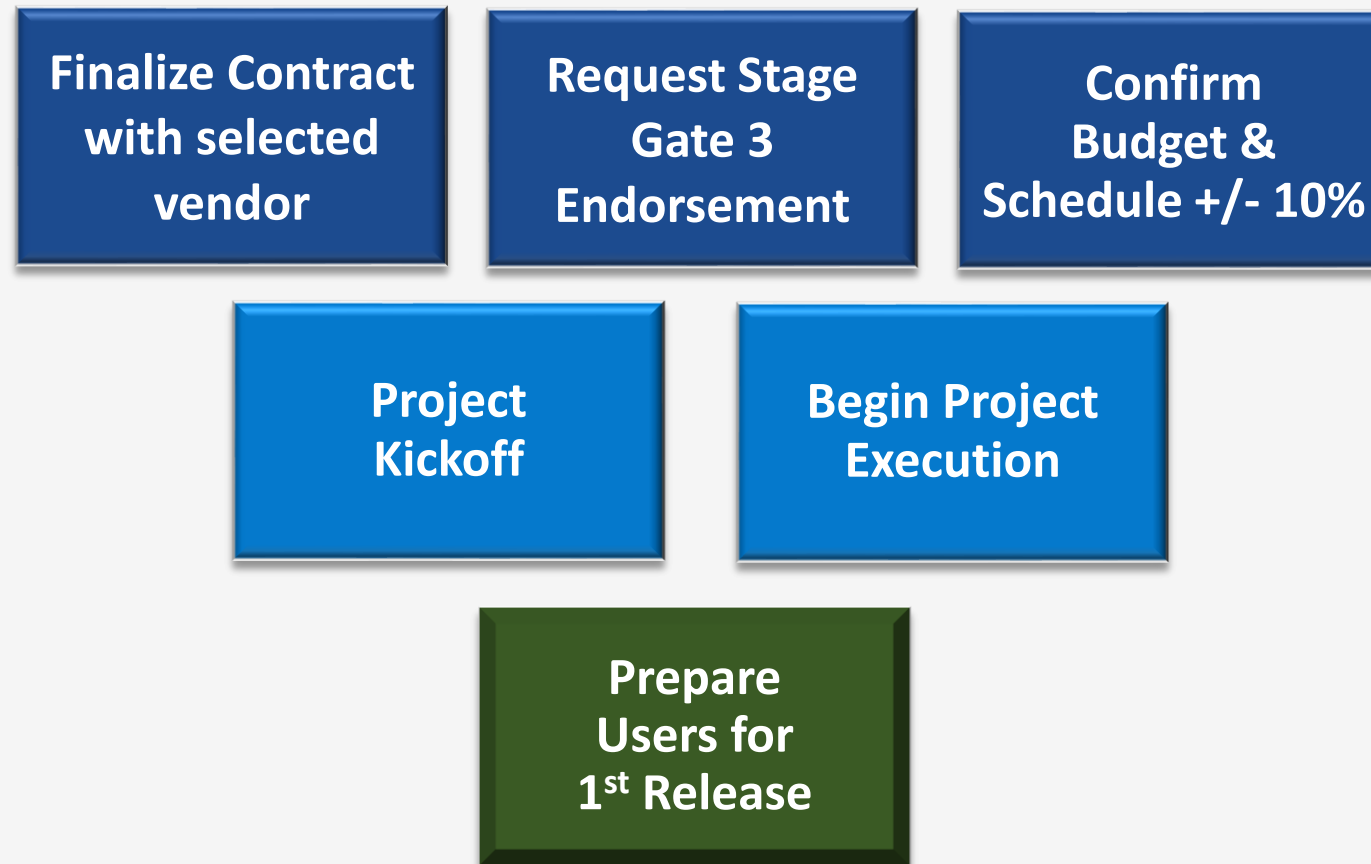 Finalize Contract
with selected
vendor
Request Stage
Gate 3
Endorsement
Confirm
Budget &
Schedule +/- 10%
Project
Kickoff
Begin Project
Execution
Prepare
Users for
1st Release